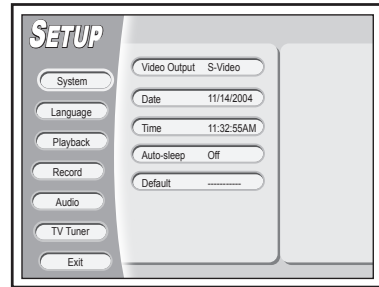 SETUP
System
Language
Playback
Record
Audio
TV Tuner
Exit
Video Output S-Video
Date 11/14/2004
Time 11:32:55AM
Auto-sleep Off
Default -----------